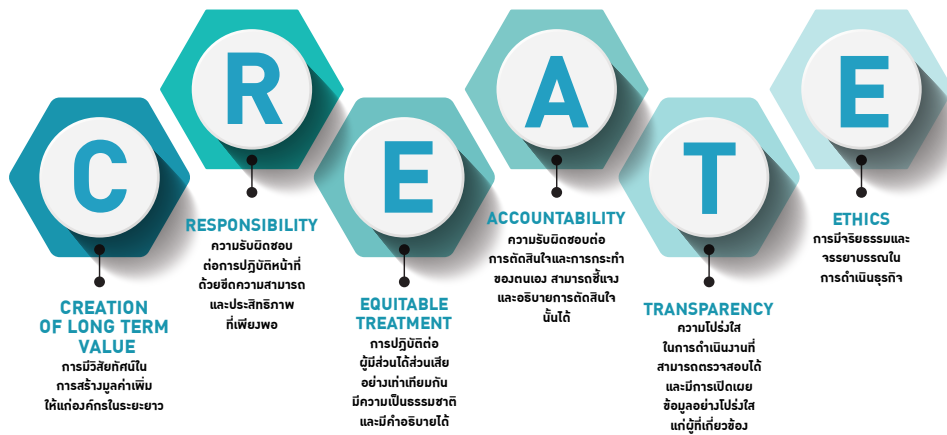 C
CREATION
OF LONG TERM
VALUE
การมีวิสัยทัศน์ใน
การสร้างมูลค่าเพิ่ม
ให้แก่องค์กรในระยะยาว
R
RESPONSIBILITY
ความรับผิดชอบ
ต่อการปฏิบัติหน้าที่
ด้วยขีดความสามารถ
และประสิทธิภาพ
ที่เพียงพอ
E
EQUITABLE
TREATMENT
การปฏิบัติต่อ
ผู้มีส่วนได้ส่วนเสีย
อย่างเท่าเทียมกัน
มีความเป็นธรรมชาติ
และมีคำอธิบายได้
A
ACCOUNTABILITY
ความรับผิดชอบต่อ
การตัดสินใจและการกระทำ
ของตนเอง สามารถชี้แจง
และอธิบายการตัดสินใจ
นั้นได้
T
TRANSPARENCY
ความโปร่งใส
ในการดำเนินงานที่
สามารถตรวจสอบได้
และมีการเปิดเผย
ข้อมูลอย่างโปร่งใส
แก่ผู้ที่เกี่ยวข้อง
E
ETHICS
การมีจริยธรรมและ
จรรยาบรรณใน
การดำเนินธุรกิจ